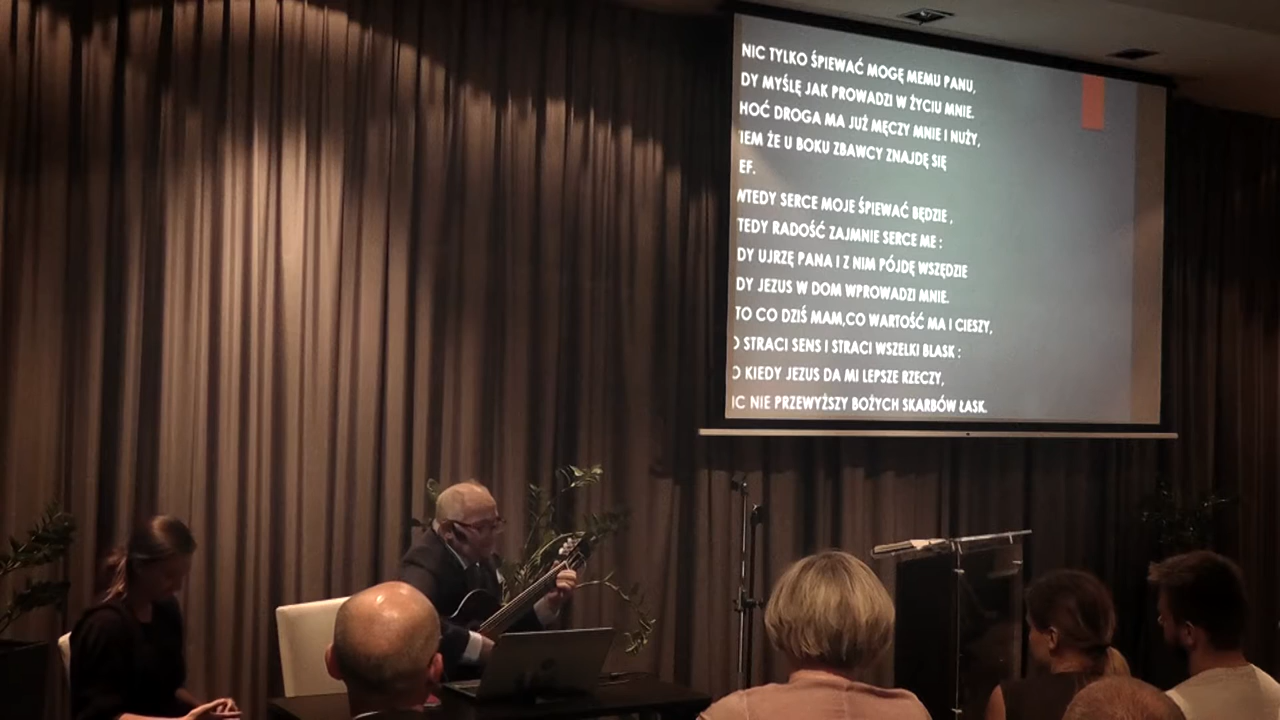 NIC TYLKO ŚPIEWAĆ MOGĘ MEMU PANU,
DY MYŚLĘ JAK PROWADZI W ŻYCIU MNIE.
HOĆ DROGA MA JUŻ MĘCZY MNIE I NUŻY,
IEM ŻE U BOKU ZBAWCY ZNAJDĘ SIĘ
EF.
WTEDY SERCE MOJE ŚPIEWAĆ BĘDZIE ,
TEDY RADOŚĆ ZAJMNIE SERCE ME :
DY UJRZĘ PANA I Z NIM PÓJDĘ WSZĘDZIE
DY JEZUS W DOM WPROWADZI MNIE.
TO CO DZIŚ MAM,CO WARTOŚĆ MA I CIESZY,
O STRACI SENS I STRACI WSZELKI BLASK :
O KIEDY JEZUS DA MI LEPSZE RZECZY,
IC NIE PRZEWYŻSZY BOŻYCH SKARBÓW ŁASK.